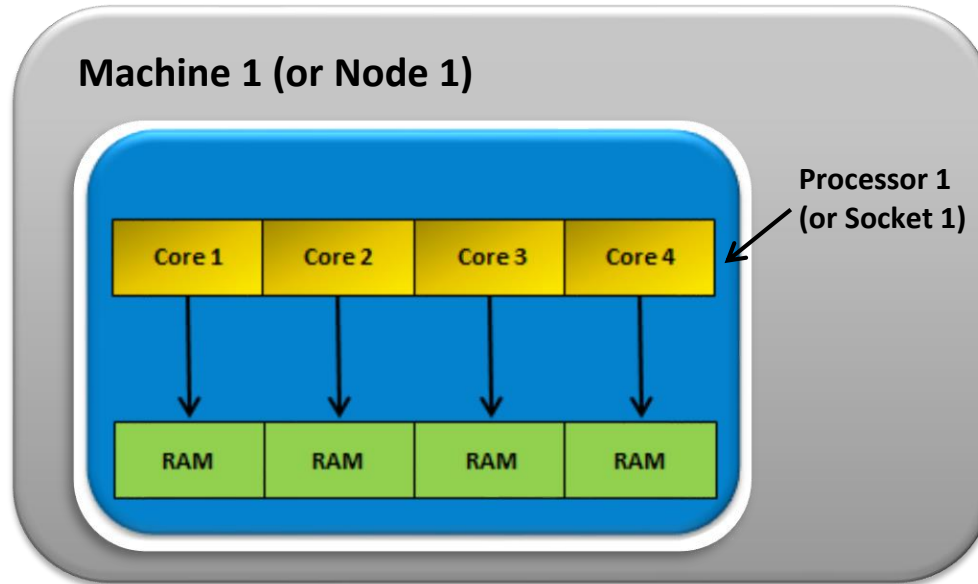 Machine 1 (or Node 1)
Processor 1
(or Socket 1)
Core 1 Core 2 Core 3 Core 4
RAM RAM RAM RAM